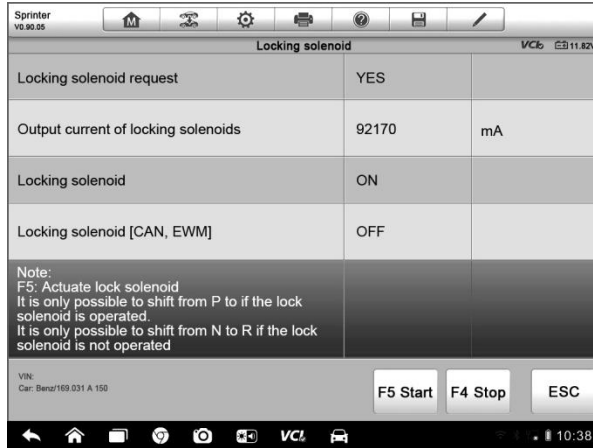 Sprinter
V0.90.05
Locking solenoid
VCI 11.82V
Locking solenoid request YES
Output current of locking solenoids 92170 mA
Locking solenoid ON
Locking solenoid [CAN, EWM] OFF
Note:
F5: Actuate lock solenoid
It is only possible to shift from P to if the lock
solenoid is operated.
It is only possible to shift from N to R if the lock
solenoid is not operated
VIN:
Car: Benz/169.031 A 150
F5 Start F4 Stop ESC
VCI 10:38